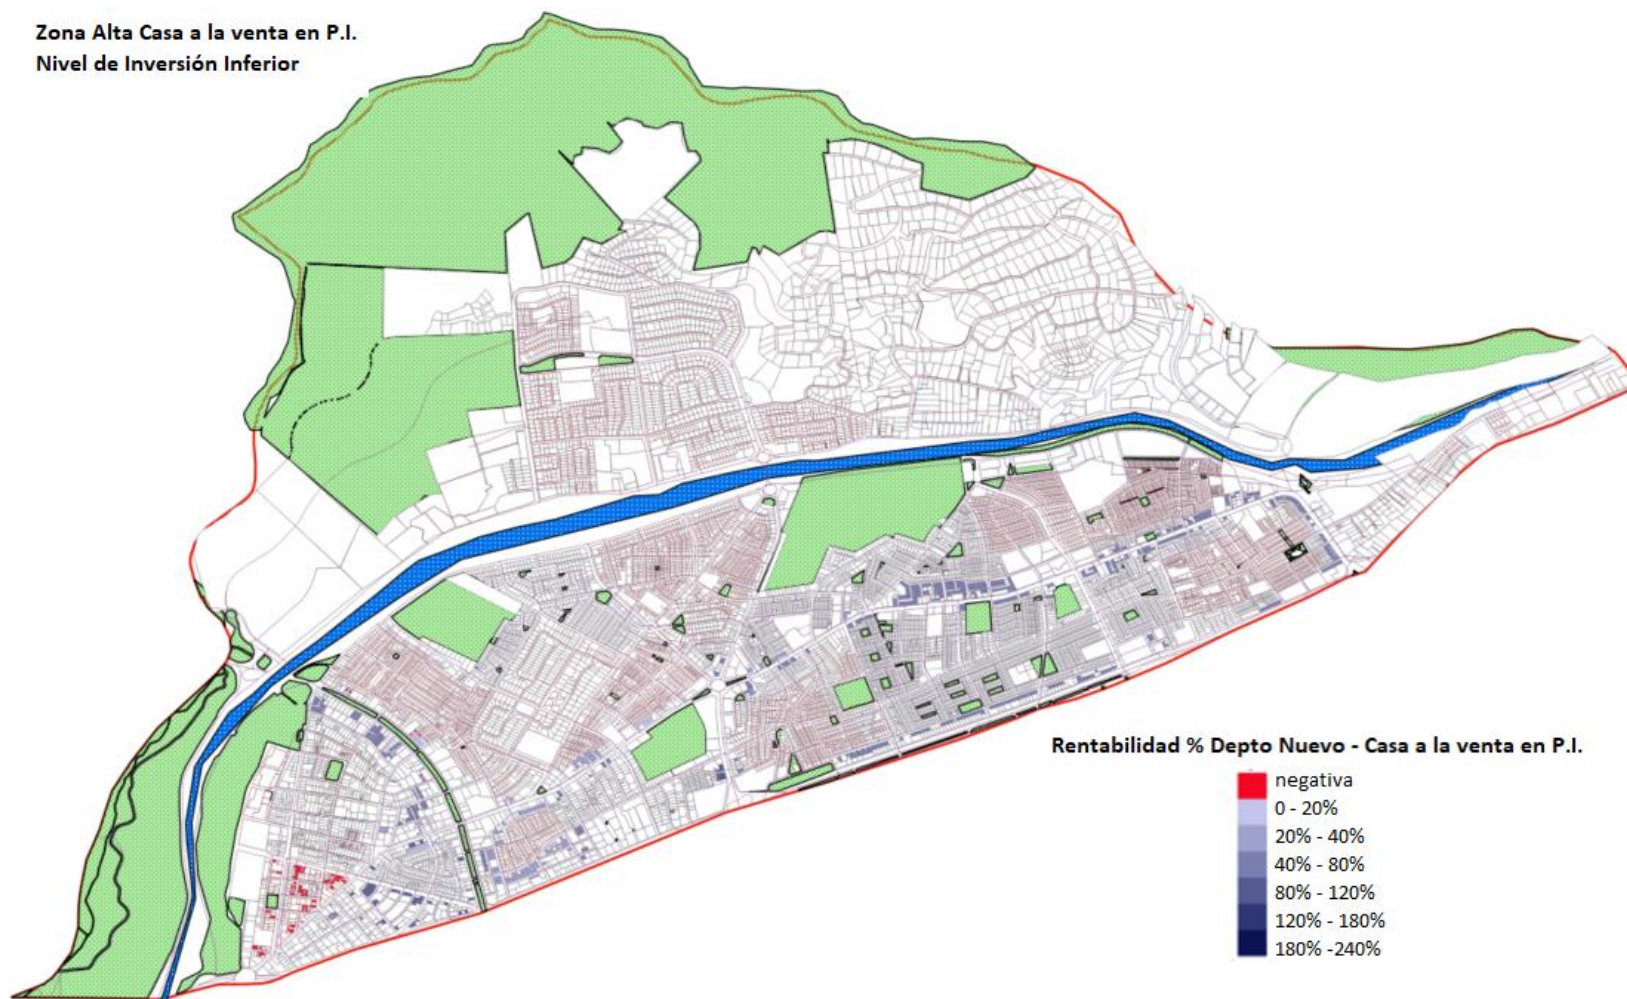 Zona Alta Casa a la venta en P.I.
Nivel de Inversión Inferior
Rentabilidad % Depto Nuevo - Casa a la venta en P.I.
negativa
0 - 20%
20% - 40%
40% - 80%
80% - 120%
120% - 180%
180% -240%